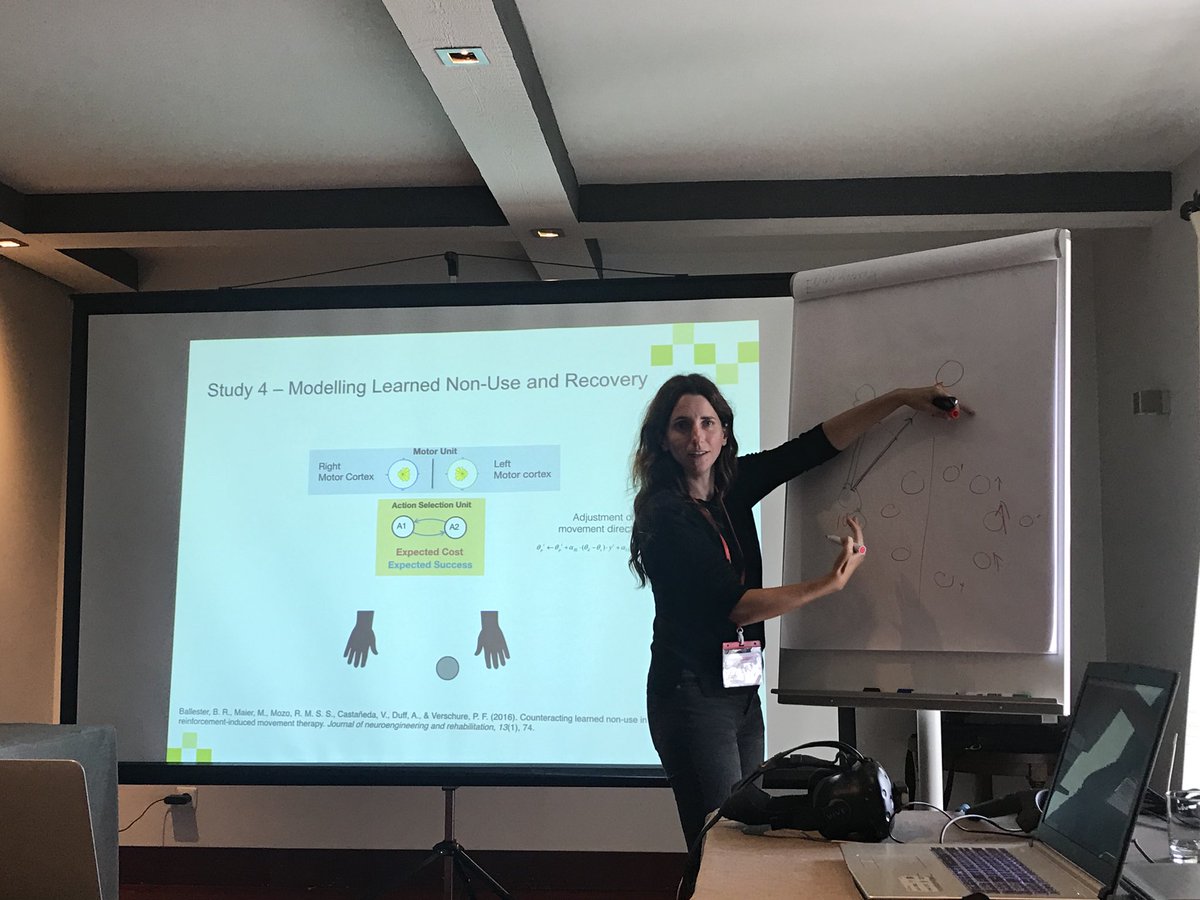 Study 4 – Modelling Learned Non-Use and Recovery
Motor Unit
Right
Motor Cortex
Left
Motor cortex
Action Selection Unit
A1
A2
Expected Cost
Expected Success
Adjustment
movement direct
Ballester, B. R., Maier, M., Mozo, R. M. S. S., Castañeda, V., Duff, A., & Verschure, P. F. (2016). Counteracting learned non-use in
reinforcement-induced movement therapy. Journal of neuroengineering and rehabilitation, 13(1), 74.
VIVE